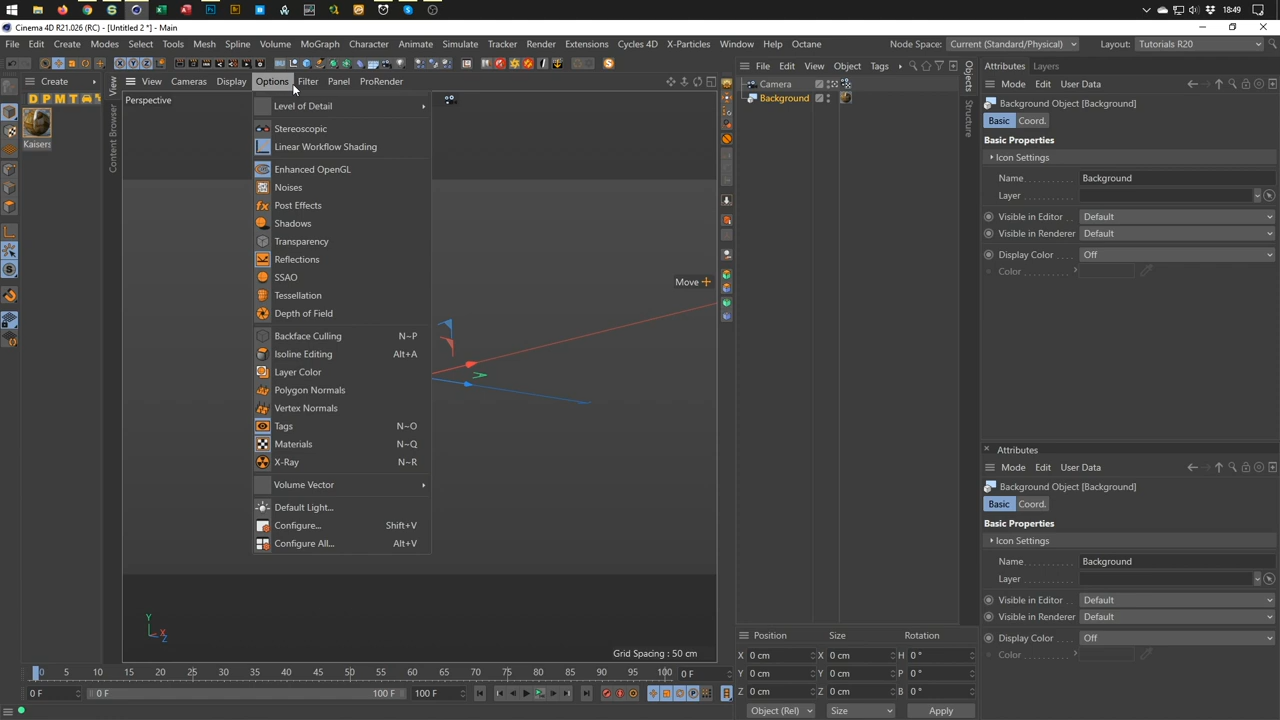 18:49
Cinema 4D R21.026 (RC) - [Untitled 2 *] - Main
File Edit Create Modes Select Tools Mesh Spline Volume MoGraph Character Animate Simulate Tracker Render Extensions Cycles 4D X-Particles Window Help Octane Node Space: Current (Standard/Physical) Layout: Tutorials R20
Create View Cameras Display Options Filter Panel ProRender File Edit View Object Tags Attributes Layers
Perspective
D P M T
Kaisers
View
Content Browser
Level of Detail
Stereoscopic
Linear Workflow Shading
Enhanced OpenGL
Noises
Post Effects
Shadows
Transparency
Reflections
SSAO
Tessellation
Depth of Field
Backface Culling N~P
Isoline Editing Alt+A
Layer Color
Polygon Normals
Vertex Normals
Tags N~O
Materials N~Q
X-Ray N~R
Volume Vector
Default Light...
Configure... Shift+V
Configure All... Alt+V
Move
Y
X
Z
Grid Spacing : 50 cm
Camera
Background
Objects
Structure
Mode Edit User Data
Background Object [Background]
Basic Coord.
Basic Properties
Icon Settings
Name Background
Layer
Visible in Editor Default
Visible in Renderer Default
Display Color Off
Color
Attributes
Mode Edit User Data
Background Object [Background]
Basic Coord.
Basic Properties
Icon Settings
Name Background
Layer
Visible in Editor Default
Visible in Renderer Default
Display Color Off
Color
Position Size Rotation
X 0 cm X 0 cm H 0 °
Y 0 cm Y 0 cm P 0 °
Z 0 cm Z 0 cm B 0 °
Object (Rel) Size Apply
0 5 10 15 20 25 30 35 40 45 50 55 60 65 70 75 80 85 90 95 100 0 F
0 F 0 F 100 F 100 F